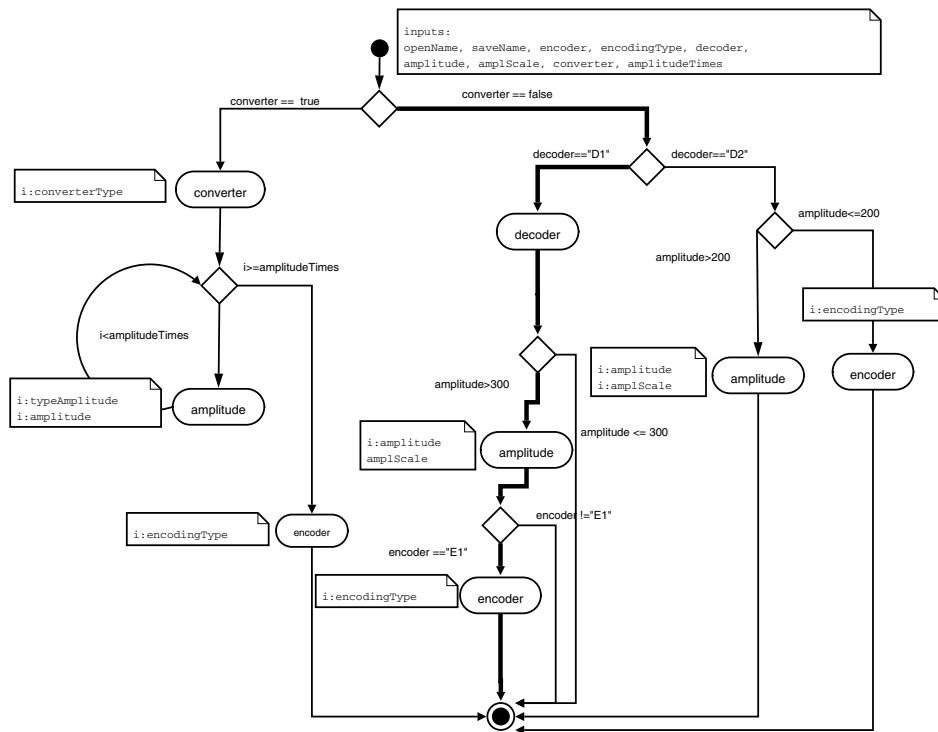 inputs:
openName, saveName, encoder, encodingType, decoder,
amplitude, amplScale, converter, amplitudeTimes
converter == true
converter == false
decoder=="D1"
decoder=="D2"
i:converterType
converter
decoder
amplitude<=200
amplitude>200
i>=amplitudeTimes
i:encodingType
i<amplitudeTimes
i:amplitude
i:amplScale
amplitude
encoder
amplitude>300
i:typeAmplitude
i:amplitude
amplitude
amplitude <= 300
i:amplitude
amplScale
amplitude
encoder !="E1"
i:encodingType
encoder
encoder =="E1"
i:encodingType
encoder